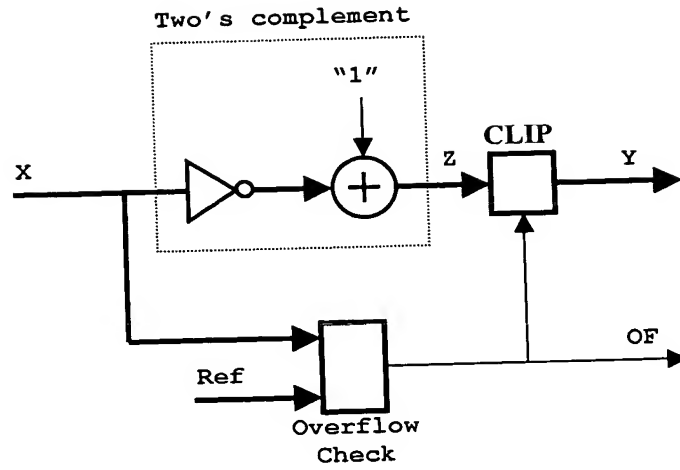 Two's complement
"1"
X
Z
CLIP
Y
Ref
OF
Overflow
Check